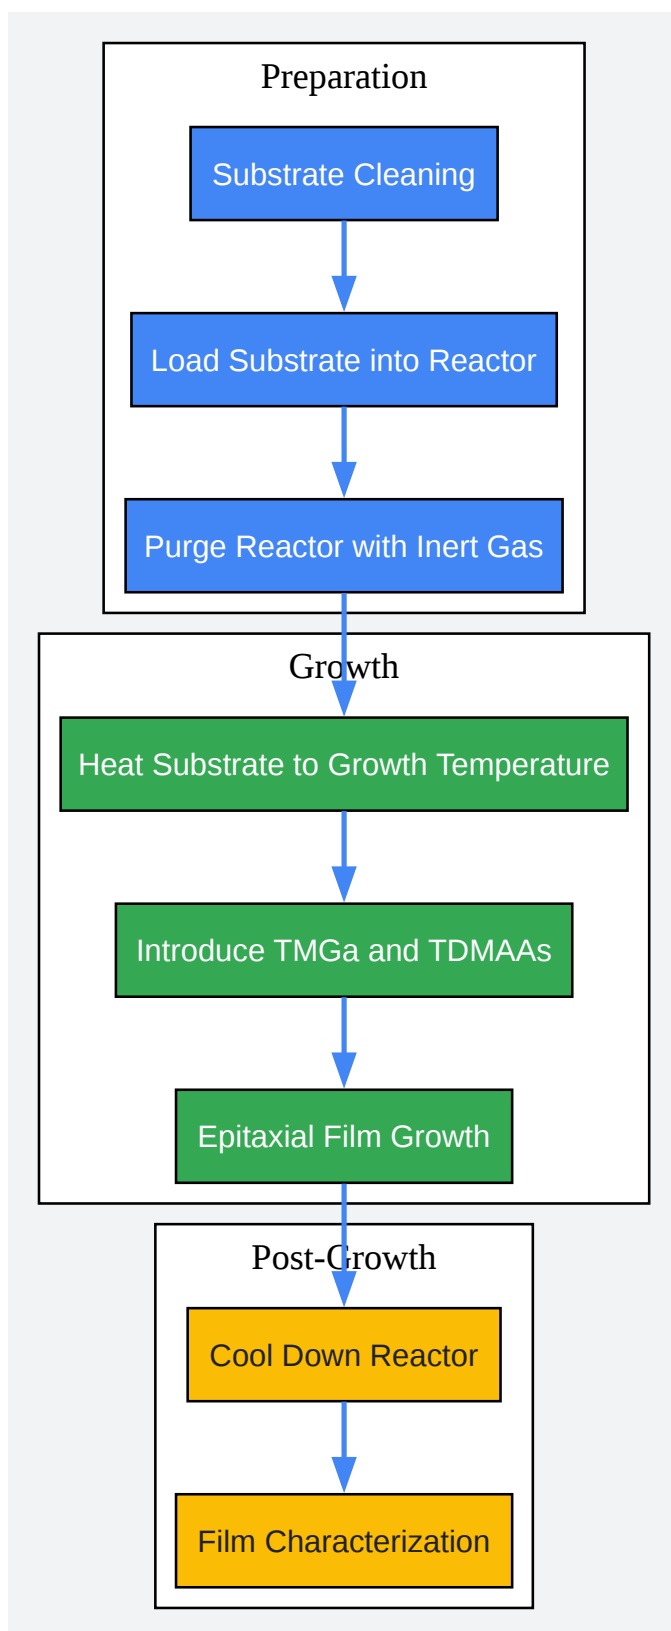 Preparation
Substrate Cleaning
Load Substrate into Reactor
Purge Reactor with Inert Gas
Growth
Heat Substrate to Growth Temperature
Introduce TMGa and TDMAAs
Epitaxial Film Growth
Post-Growth
Cool Down Reactor
Film Characterization